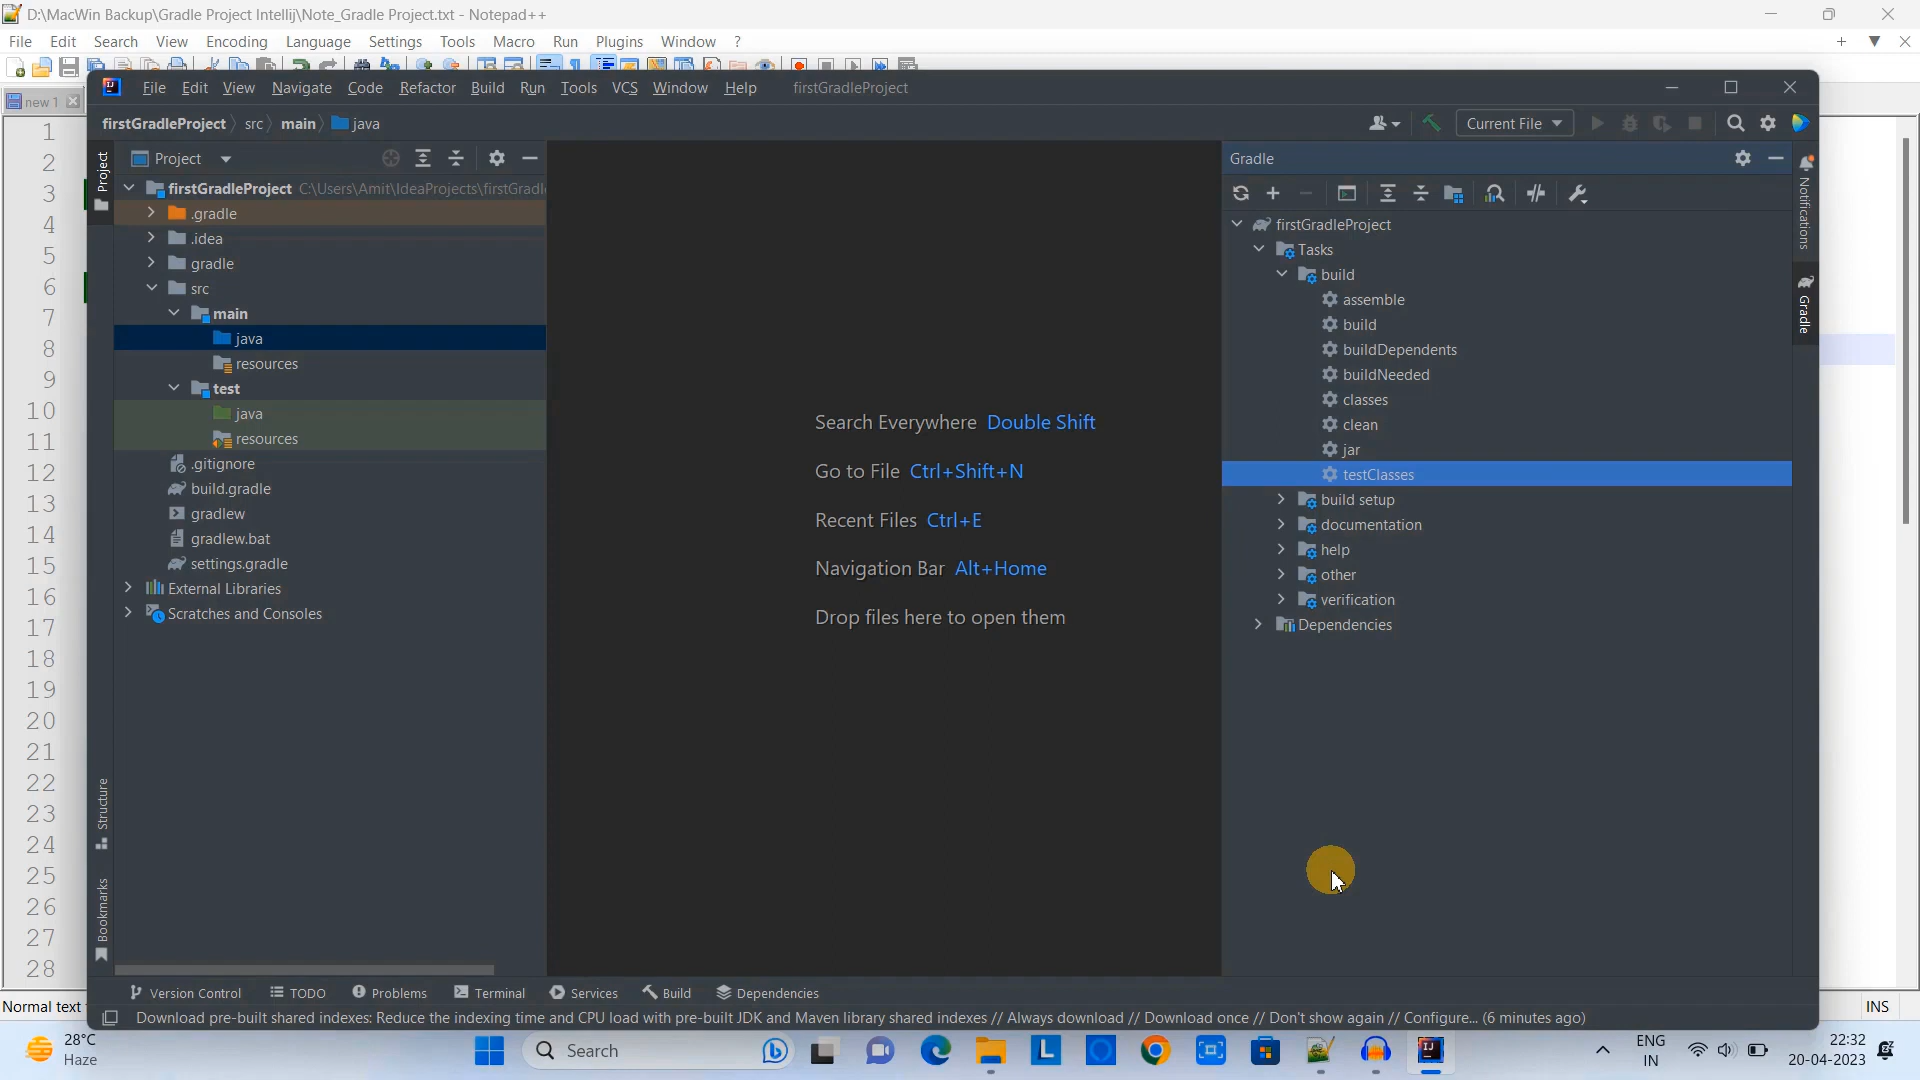 D:\MacWin Backup\Gradle Project Intellij\Note_Gradle Project.txt - Notepad++
File Edit Search View Encoding Language Settings Tools Macro Run Plugins Window ?
new 1
File Edit View Navigate Code Refactor Build Run Tools VCS Window Help firstGradleProject
firstGradleProject src main java
Current File
Project
Project
firstGradleProject C:\Users\Amit\IdeaProjects\firstGradl
.gradle
.idea
gradle
src
main
java
resources
test
java
resources
.gitignore
build.gradle
gradlew
gradlew.bat
settings.gradle
External Libraries
Scratches and Consoles
Structure
Bookmarks
Search Everywhere Double Shift
Go to File Ctrl+Shift+N
Recent Files Ctrl+E
Navigation Bar Alt+Home
Drop files here to open them
Gradle
firstGradleProject
Tasks
build
assemble
build
buildDependents
buildNeeded
classes
clean
jar
testClasses
build setup
documentation
help
other
verification
Dependencies
Notifications
Gradle
1
2
3
4
5
6
7
8
9
10
11
12
13
14
15
16
17
18
19
20
21
22
23
24
25
26
27
28
Version Control TODO Problems Terminal Services Build Dependencies
Normal text
INS
Download pre-built shared indexes: Reduce the indexing time and CPU load with pre-built JDK and Maven library shared indexes // Always download // Download once // Don't show again // Configure... (6 minutes ago)
28°C
Haze
Search
ENG
IN
22:32
20-04-2023